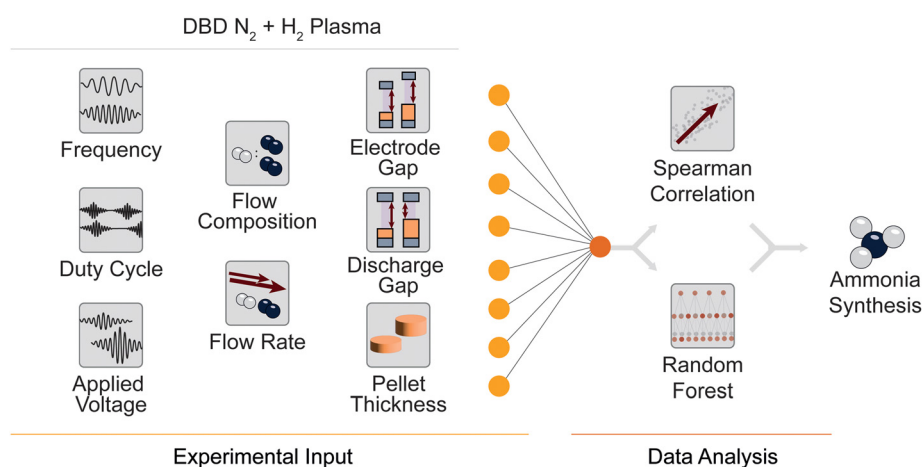 DBD N₂ + H₂ Plasma
Frequency
Duty Cycle
Applied
Voltage
Flow
Composition
:
Flow Rate
Electrode
Gap
Discharge
Gap
Pellet
Thickness
Experimental Input
Spearman
Correlation
Random
Forest
Data Analysis
Ammonia
Synthesis